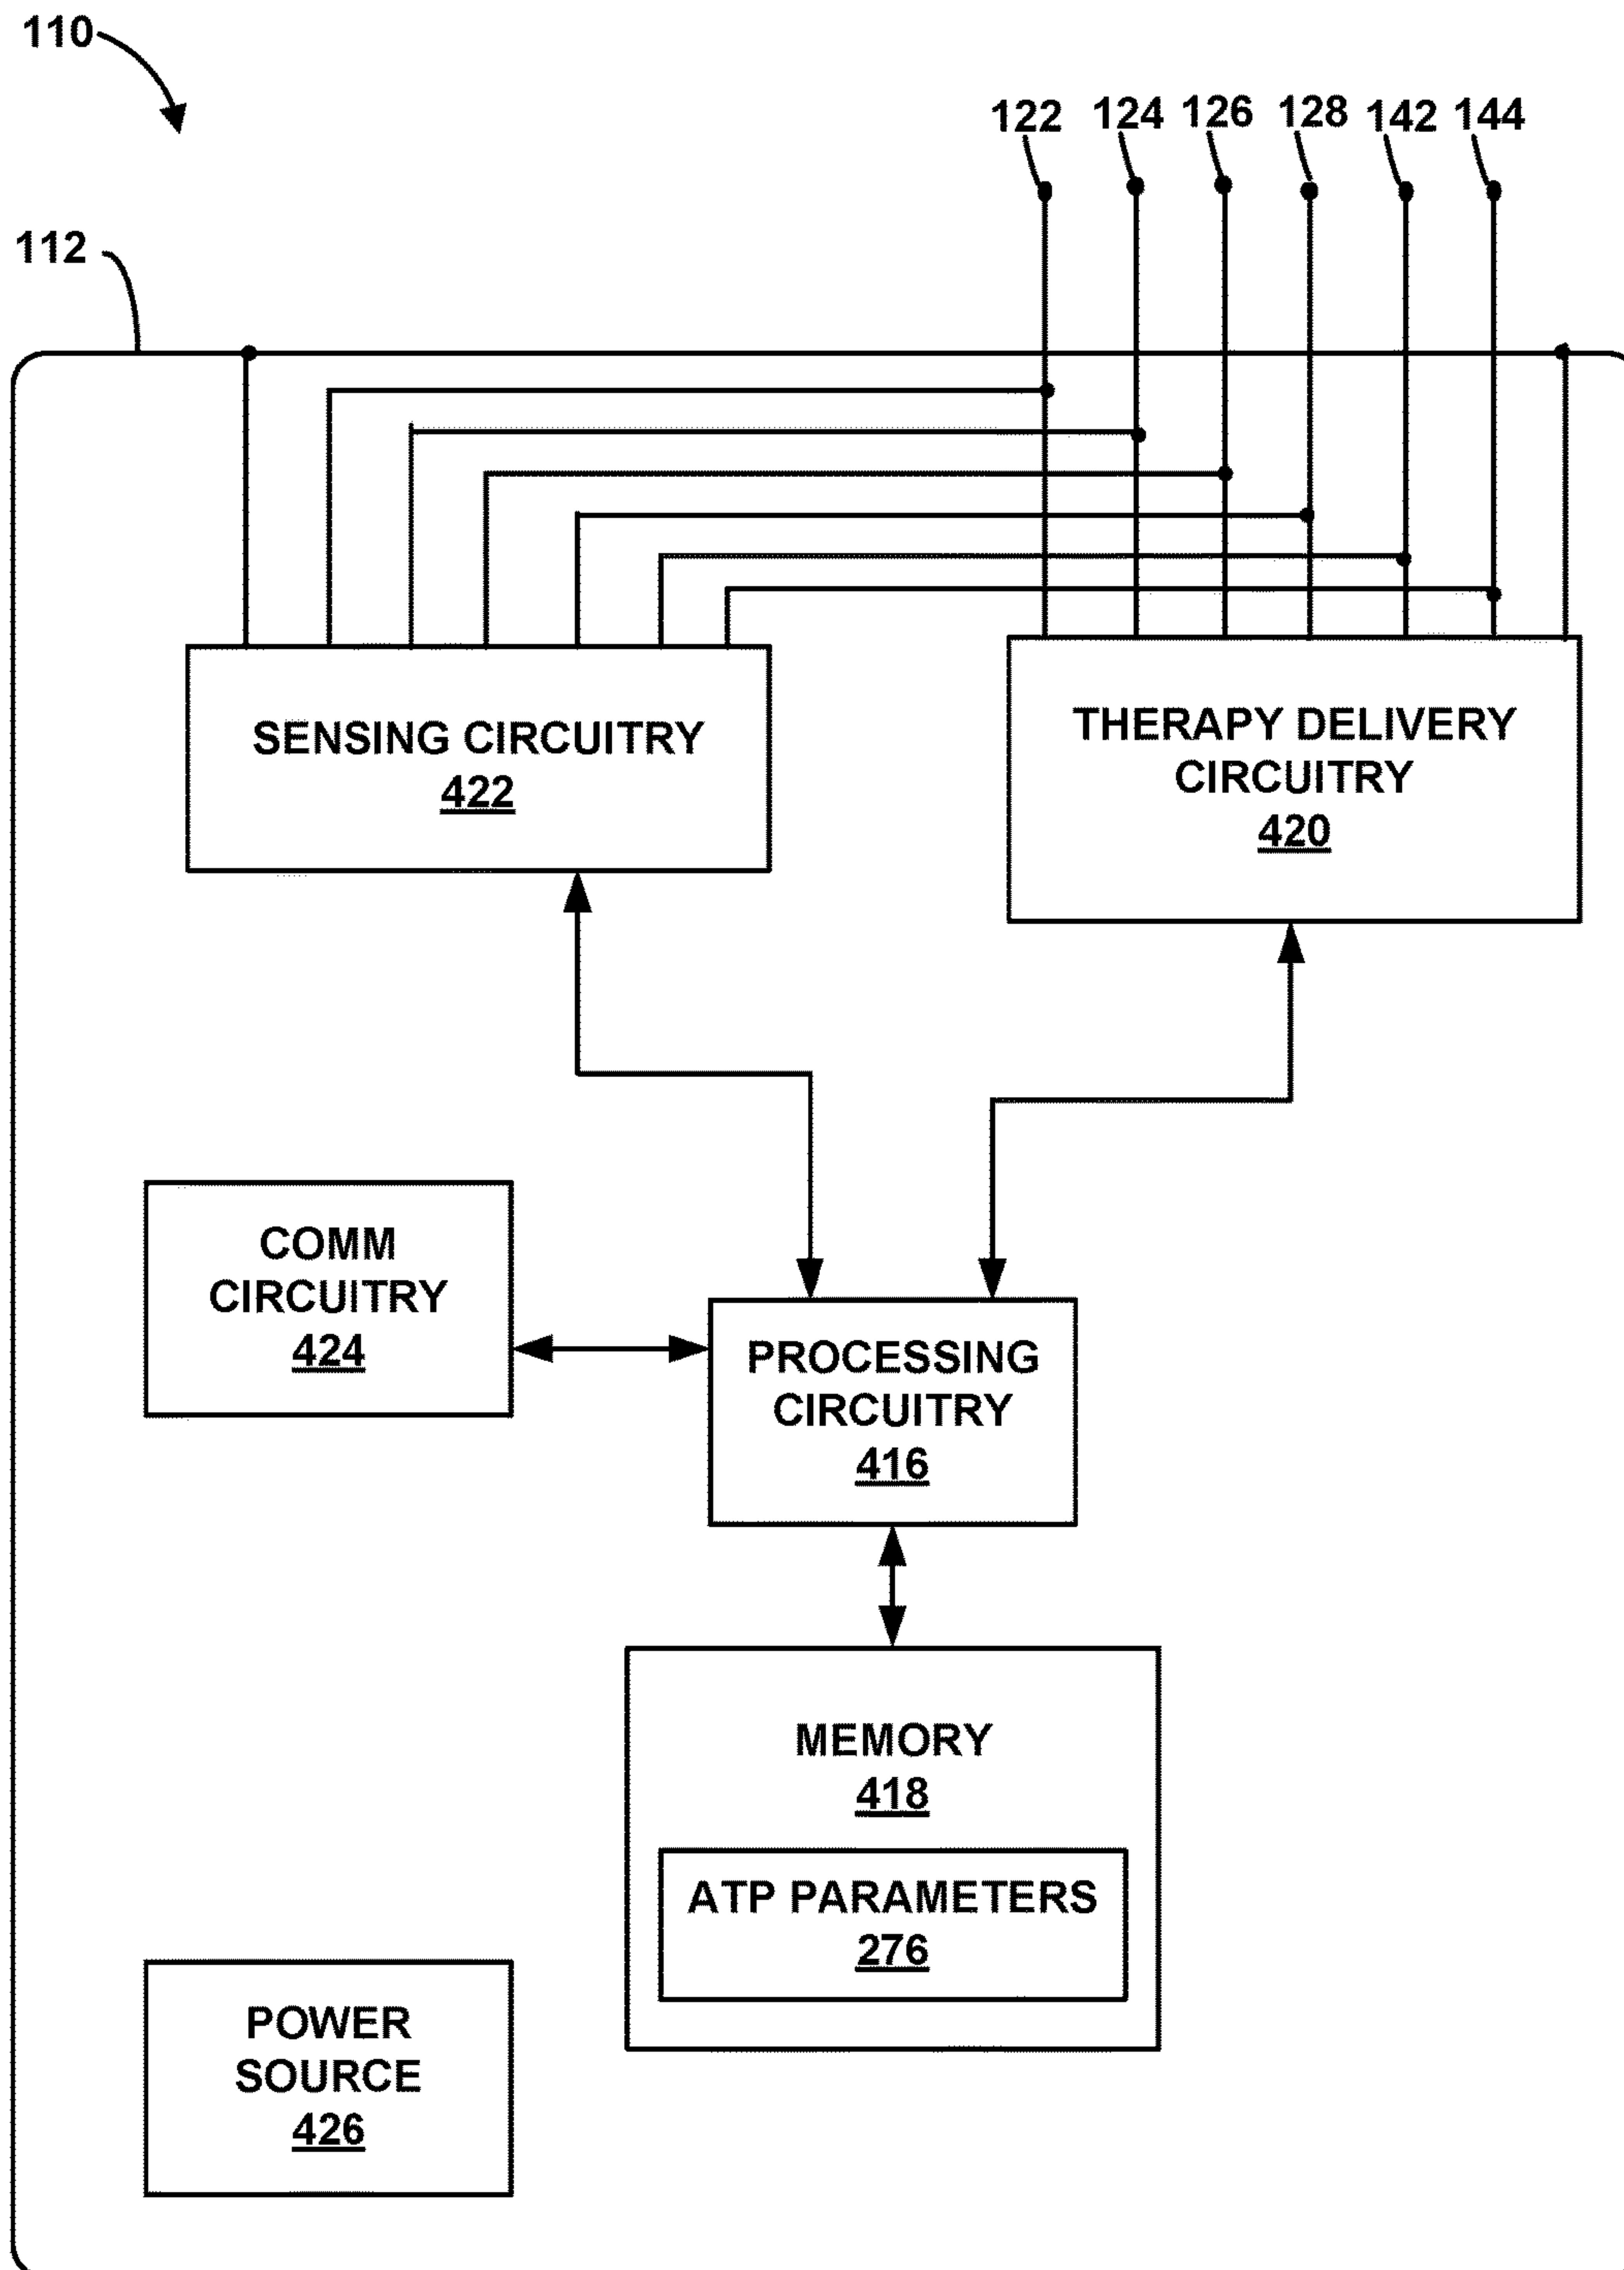 110
122 124 126 128 142 144
112
SENSING CIRCUITRY
422
THERAPY DELIVERY
CIRCUITRY
420
COMM
CIRCUITRY
424
PROCESSING
CIRCUITRY
416
MEMORY
418
ATP PARAMETERS
276
POWER
SOURCE
426